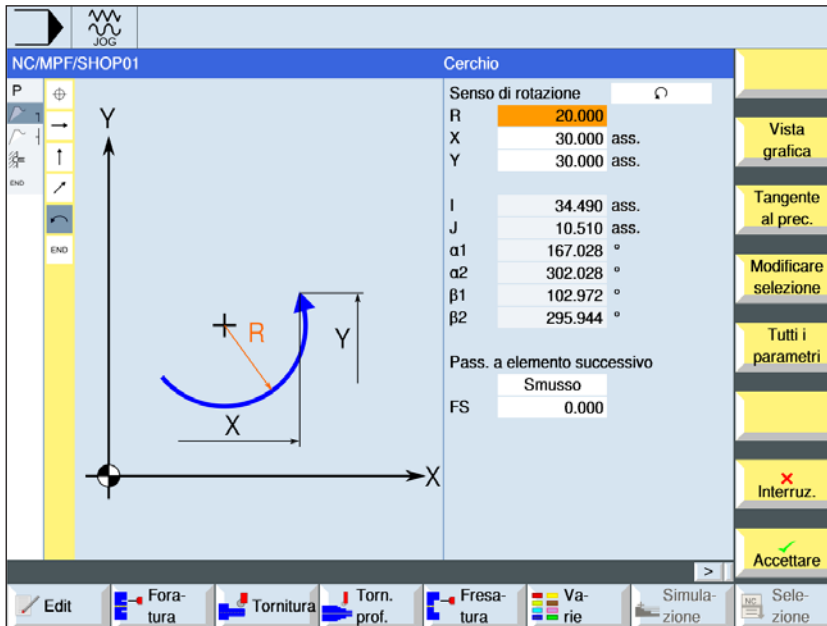 JOG
NC/MPF/SHOP01
Cerchio
P
1
END
END
Y
R
Y
X
X
Senso di rotazione
R 20.000
X 30.000 ass.
Y 30.000 ass.
I 34.490 ass.
J 10.510 ass.
α1 167.028 °
α2 302.028 °
β1 102.972 °
β2 295.944 °
Pass. a elemento successivo
Smusso
FS 0.000
Vista
grafica
Tangente
al prec.
Modificare
selezione
Tutti i
parametri
Interruz.
Accettare
>
Edit
Fora-
tura
Tornitura
Torn.
prof.
Fresa-
tura
Va-
rie
Simula-
zione
NC
Sele-
zione